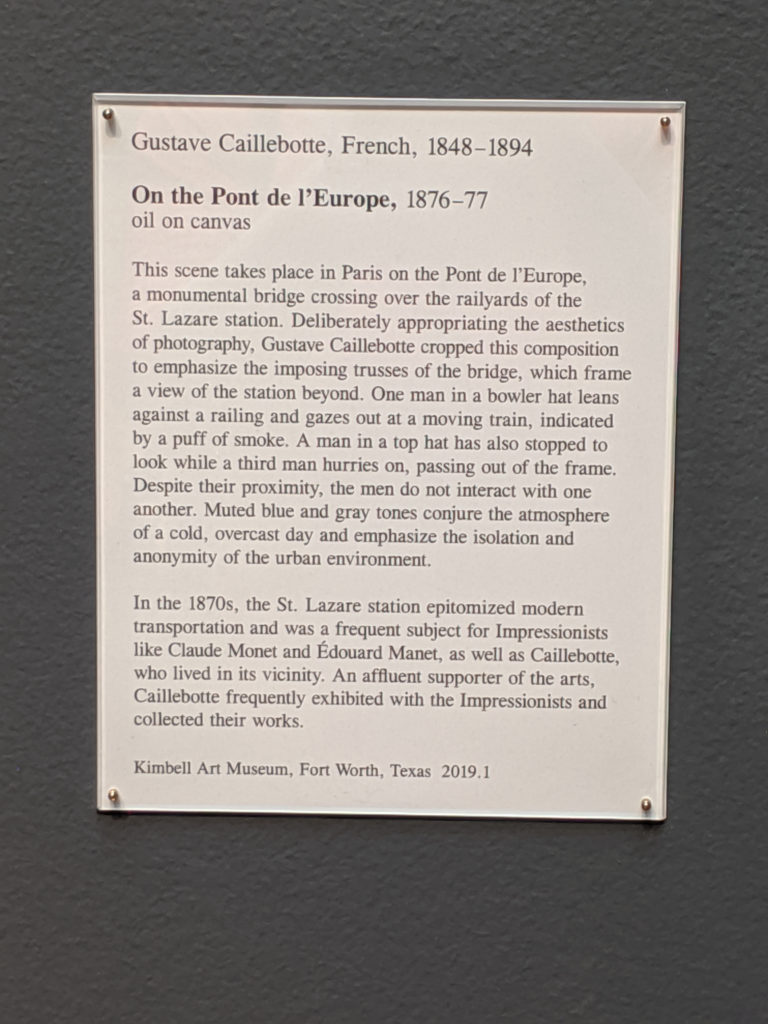 Gustave Caillebotte, French, 1848–1894
On the Pont de l’Europe, 1876–77
oil on canvas
This scene takes place in Paris on the Pont de l’Europe,
a monumental bridge crossing over the railyards of the
St. Lazare station. Deliberately appropriating the aesthetics
of photography, Gustave Caillebotte cropped this composition
to emphasize the imposing trusses of the bridge, which frame
a view of the station beyond. One man in a bowler hat leans
against a railing and gazes out at a moving train, indicated
by a puff of smoke. A man in a top hat has also stopped to
look while a third man hurries on, passing out of the frame.
Despite their proximity, the men do not interact with one
another. Muted blue and gray tones conjure the atmosphere
of a cold, overcast day and emphasize the isolation and
anonymity of the urban environment.
In the 1870s, the St. Lazare station epitomized modern
transportation and was a frequent subject for Impressionists
like Claude Monet and Édouard Manet, as well as Caillebotte,
who lived in its vicinity. An affluent supporter of the arts,
Caillebotte frequently exhibited with the Impressionists and
collected their works.
Kimbell Art Museum, Fort Worth, Texas 2019.1